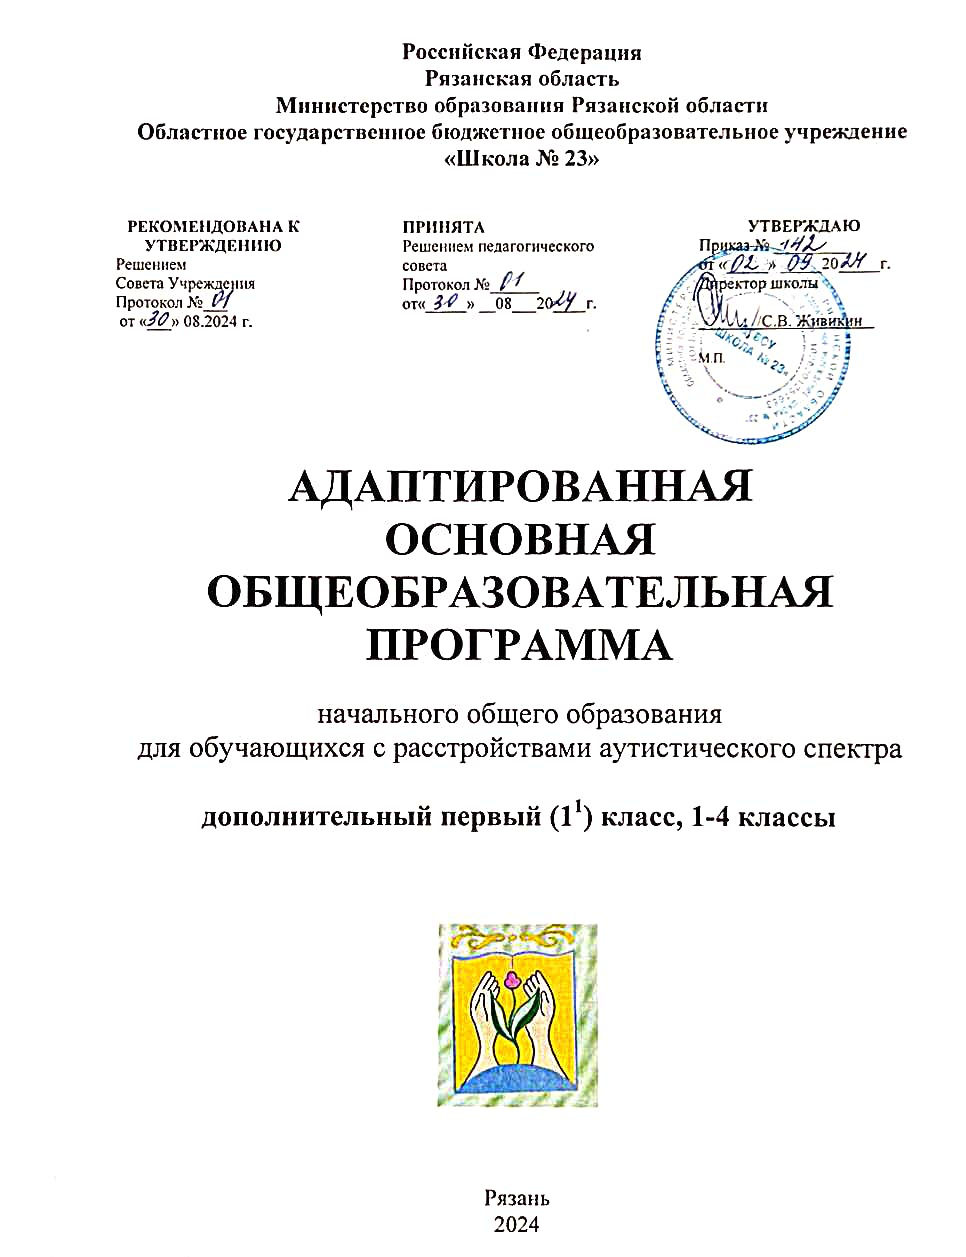 Российская Федерация
Рязанская область
Министерство образования Рязанской области
Областное государственное бюджетное общеобразовательное учреждение
«Школа № 23»
РЕКОМЕНДОВАНА К
УТВЕРЖДЕНИЮ
Решением
Совета Учреждения
Протокол № 01
от «30» 08.2024 г.
ПРИНЯТА
Решением педагогического
совета
Протокол № 01
от« 30 » 08 2024 г.
УТВЕРЖДАЮ
Приказ № 142
от « 02 » 09 2024 г.
Директор школы
/С.В. Живикин
М.П.
ШКОЛА № 23
АДАПТИРОВАННАЯ
ОСНОВНАЯ
ОБЩЕОБРАЗОВАТЕЛЬНАЯ
ПРОГРАММА
начального общего образования
для обучающихся с расстройствами аутистического спектра
дополнительный первый (1¹) класс, 1-4 классы
Рязань
2024